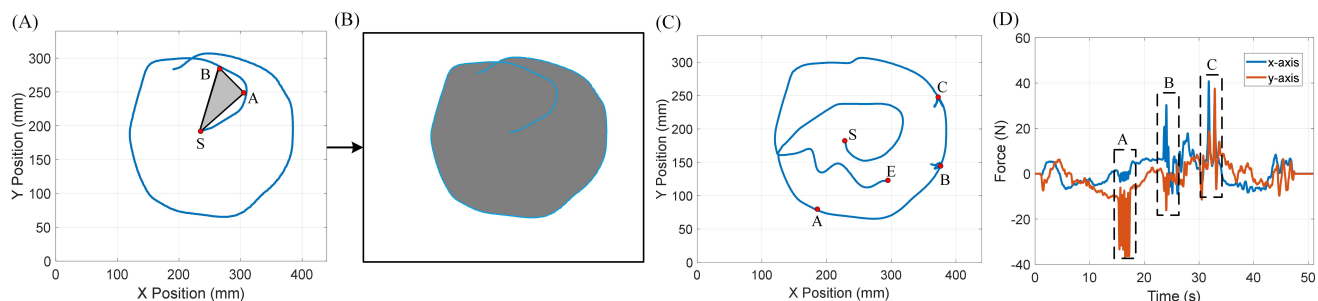 (A)
300
250
200
150
100
50
0
0
100
200
300
400
X Position (mm)
Y Position (mm)
B
A
S
(B)
(C)
300
250
200
150
100
50
0
0
100
200
300
400
X Position (mm)
Y Position (mm)
C
S
E
B
A
(D)
60
40
20
0
-20
-40
0
10
20
30
40
50
Time (s)
Force (N)
x-axis
y-axis
A
B
C